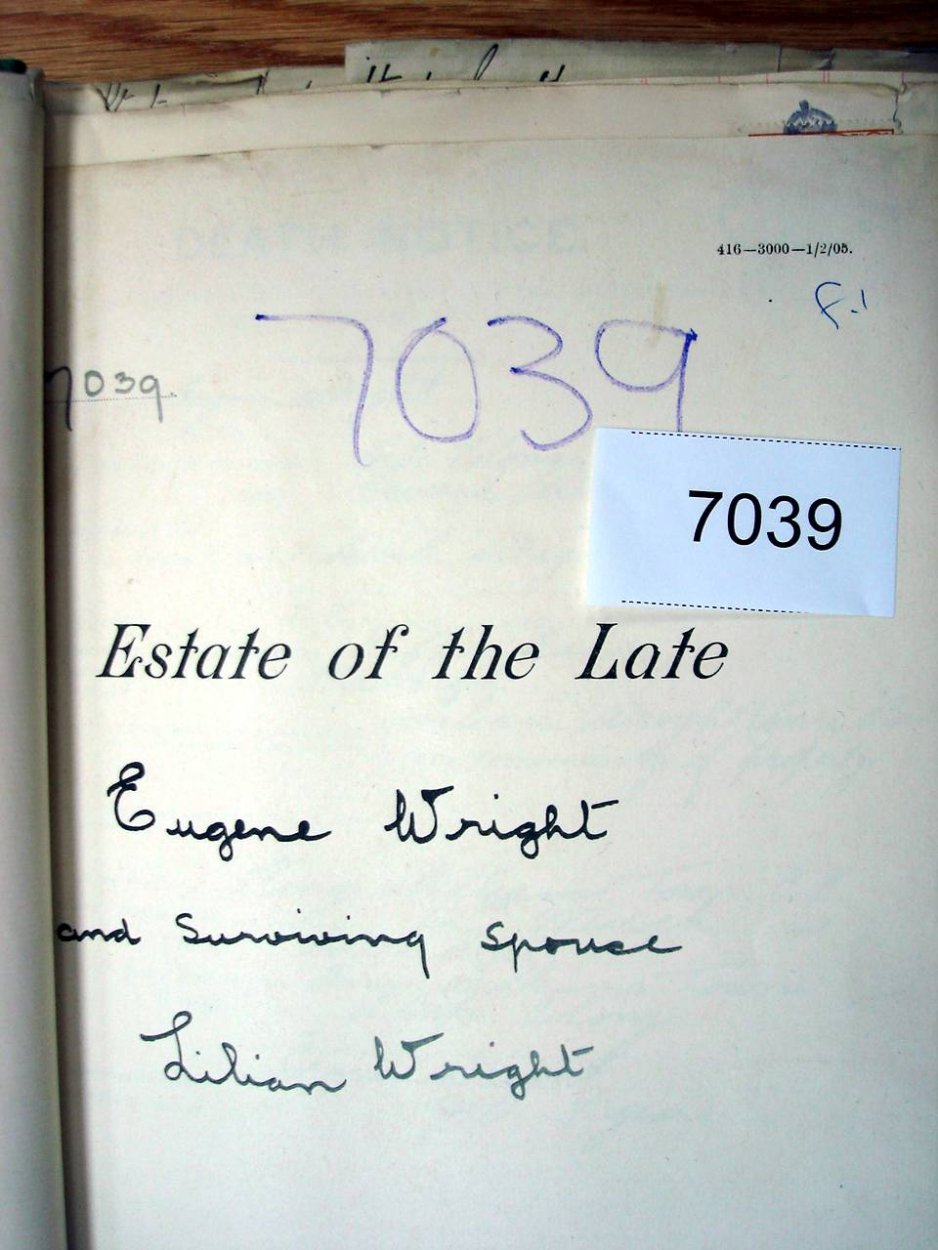 416—3000—1/2/05.
F.1
7039
7039.
7039
Estate of the Late
Eugene Wright
and Surviving Spouse
Lilian Wright